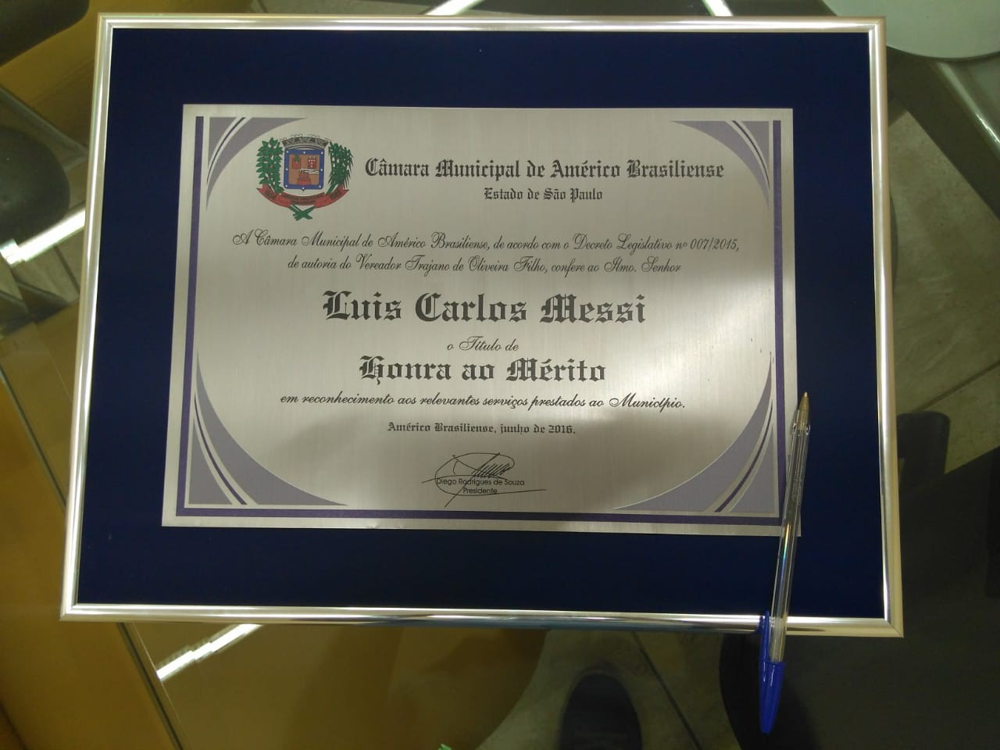 Câmara Municipal de Américo Brasiliense
Estado de São Paulo
A Câmara Municipal de Américo Brasiliense, de acordo com o Decreto Legislativo nº 007/2015,
de autoria do Vereador Trajano de Oliveira Filho, confere ao Ilmo. Senhor
Luis Carlos Messi
o Título de
Honra ao Mérito
em reconhecimento aos relevantes serviços prestados ao Município.
Américo Brasiliense, junho de 2016.
Diego Rodrigues de Souza
Presidente